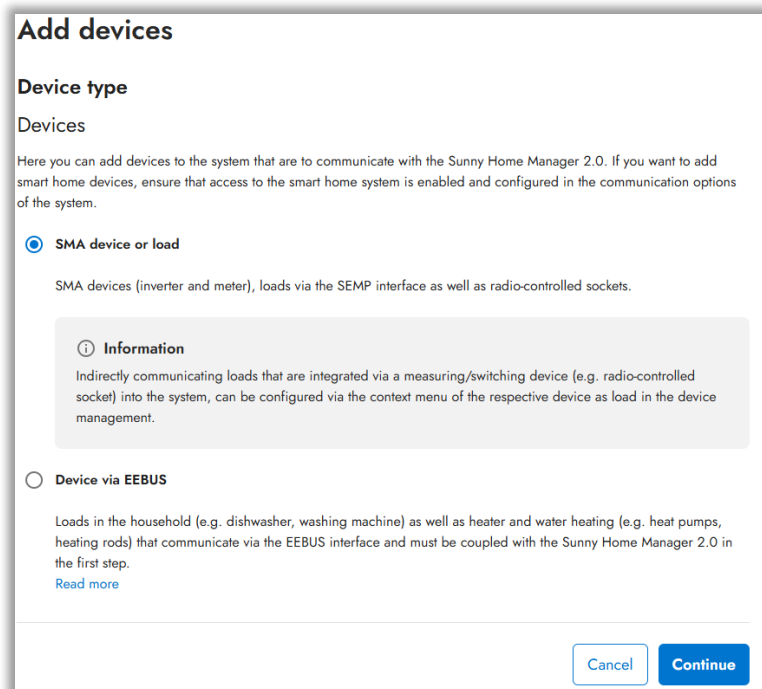 Add devices
Device type
Devices
Here you can add devices to the system that are to communicate with the Sunny Home Manager 2.0. If you want to add
smart home devices, ensure that access to the smart home system is enabled and configured in the communication options
of the system.
SMA device or load
SMA devices (inverter and meter), loads via the SEMP interface as well as radio-controlled sockets.
Information
Indirectly communicating loads that are integrated via a measuring/switching device (e.g. radio-controlled
socket) into the system, can be configured via the context menu of the respective device as load in the device
management.
Device via EEBUS
Loads in the household (e.g. dishwasher, washing machine) as well as heater and water heating (e.g. heat pumps,
heating rods) that communicate via the EEBUS interface and must be coupled with the Sunny Home Manager 2.0 in
the first step.
Read more
Cancel Continue